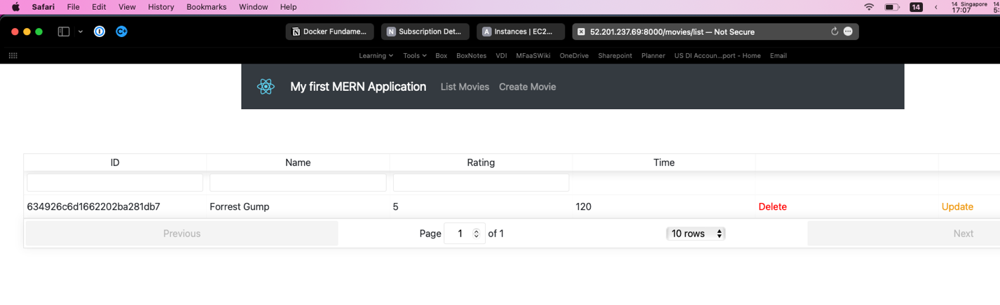 Safari File Edit View History Bookmarks Window Help 14 14 Singapore 14
17:07 5:
Docker Fundame... Subscription Det... Instances | EC2... 52.201.237.69:8000/movies/list — Not Secure
Learning Tools Box BoxNotes VDI MFaaSWiki OneDrive Sharepoint Planner US DI Accoun...port - Home Email
My first MERN Application List Movies Create Movie
ID Name Rating Time
634926c6d1662202ba281db7 Forrest Gump 5 120 Delete Update
Previous Page 1 of 1 10 rows Next